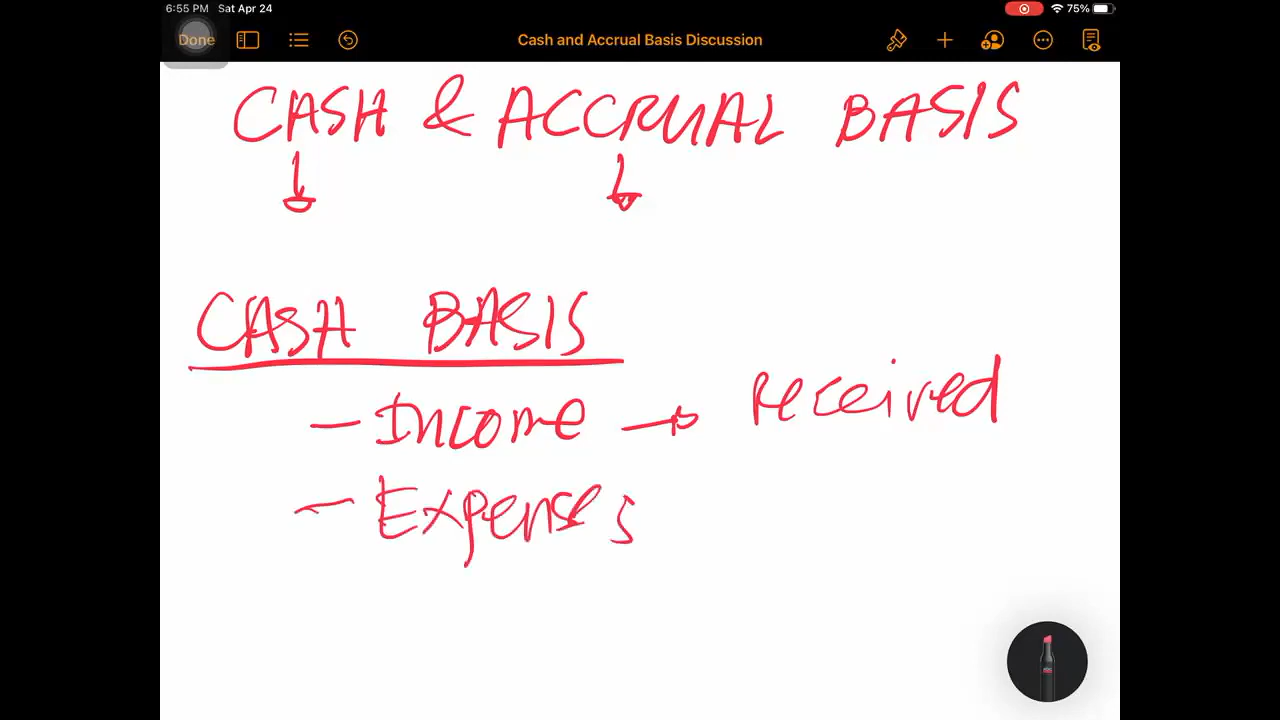 6:55 PM Sat Apr 24 75%
Done Cash and Accrual Basis Discussion
CASH & ACCRUAL BASIS
CASH BASIS
- Income → received
- Expenses